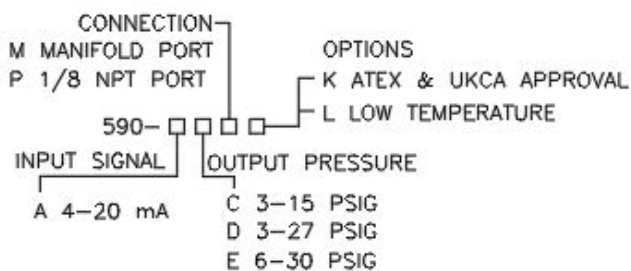 CONNECTION
M MANIFOLD PORT
P 1/8 NPT PORT
OPTIONS
K ATEX & UKCA APPROVAL
L LOW TEMPERATURE
590-
INPUT SIGNAL
OUTPUT PRESSURE
A 4-20 mA
C 3-15 PSIG
D 3-27 PSIG
E 6-30 PSIG